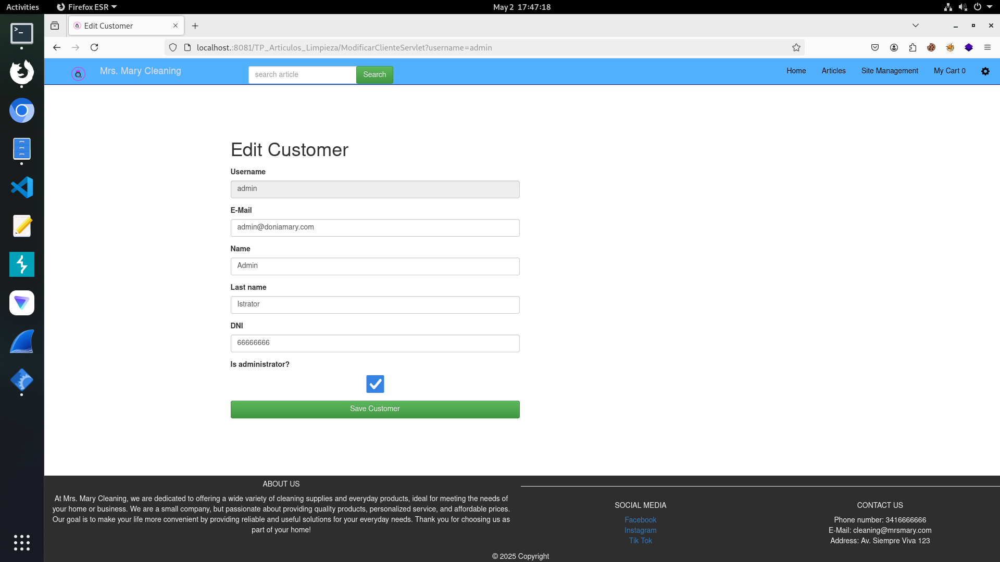 Activities
Firefox ESR
May 2 17:47:18
Edit Customer
localhost.:8081/TP_Articulos_Limpieza/ModificarClienteServlet?username=admin
Mrs. Mary Cleaning
search article
Search
Home
Articles
Site Management
My Cart 0
Edit Customer
Username
admin
E-Mail
admin@doniamary.com
Name
Admin
Last name
Istrator
DNI
66666666
Is administrator?
Save Customer
ABOUT US
At Mrs. Mary Cleaning, we are dedicated to offering a wide variety of cleaning supplies and everyday products, ideal for meeting the needs of
your home or business. We are a small company, but passionate about providing quality products, personalized service, and affordable prices.
Our goal is to make your life more convenient by providing reliable and useful solutions for your everyday needs. Thank you for choosing us as
part of your home!
SOCIAL MEDIA
Facebook
Instagram
Tik Tok
CONTACT US
Phone number: 3416666666
E-Mail: cleaning@mrsmary.com
Address: Av. Siempre Viva 123
© 2025 Copyright